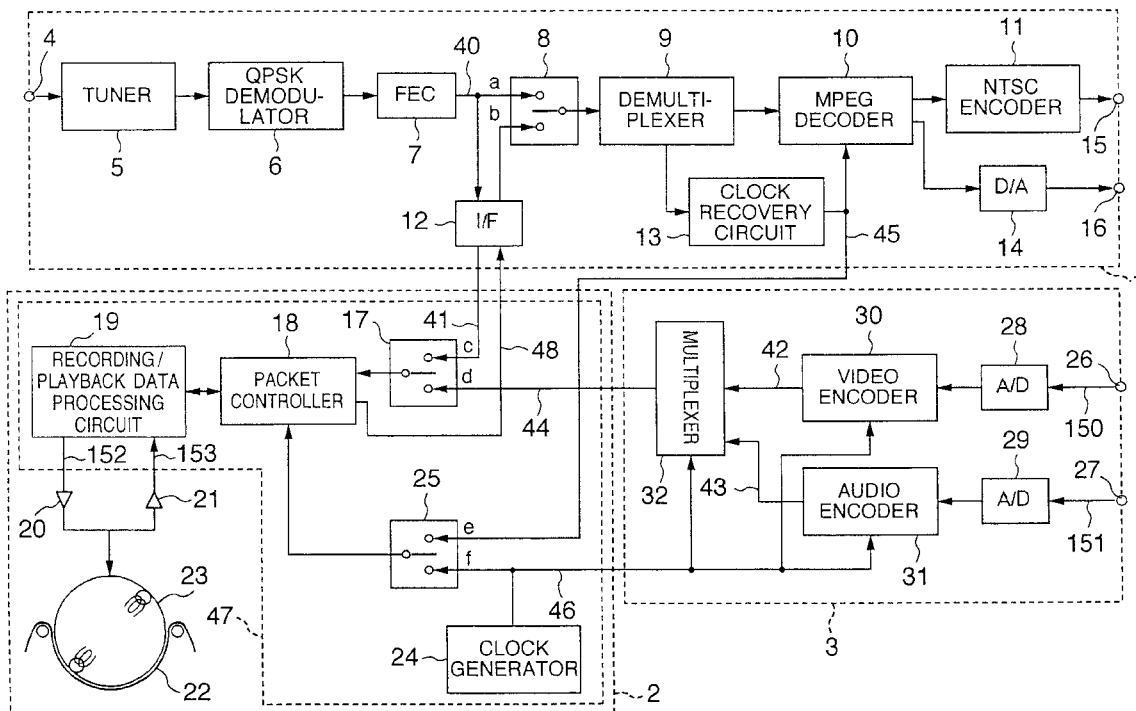 4
TUNER
5
QPSK
DEMODU-
LATOR
6
FEC
7
40
a
b
8
9
DEMULTI-
PLEXER
10
MPEG
DECODER
11
NTSC
ENCODER
15
D/A
14
16
12
I/F
CLOCK
RECOVERY
CIRCUIT
13
45
19
RECORDING/
PLAYBACK DATA
PROCESSING
CIRCUIT
18
PACKET
CONTROLLER
17
41
c
d
48
44
MULTIPLEXER
32
42
43
30
VIDEO
ENCODER
28
A/D
26
150
AUDIO
ENCODER
31
29
A/D
27
151
152
153
20
21
25
e
f
46
23
22
47
24
CLOCK
GENERATOR
2
3